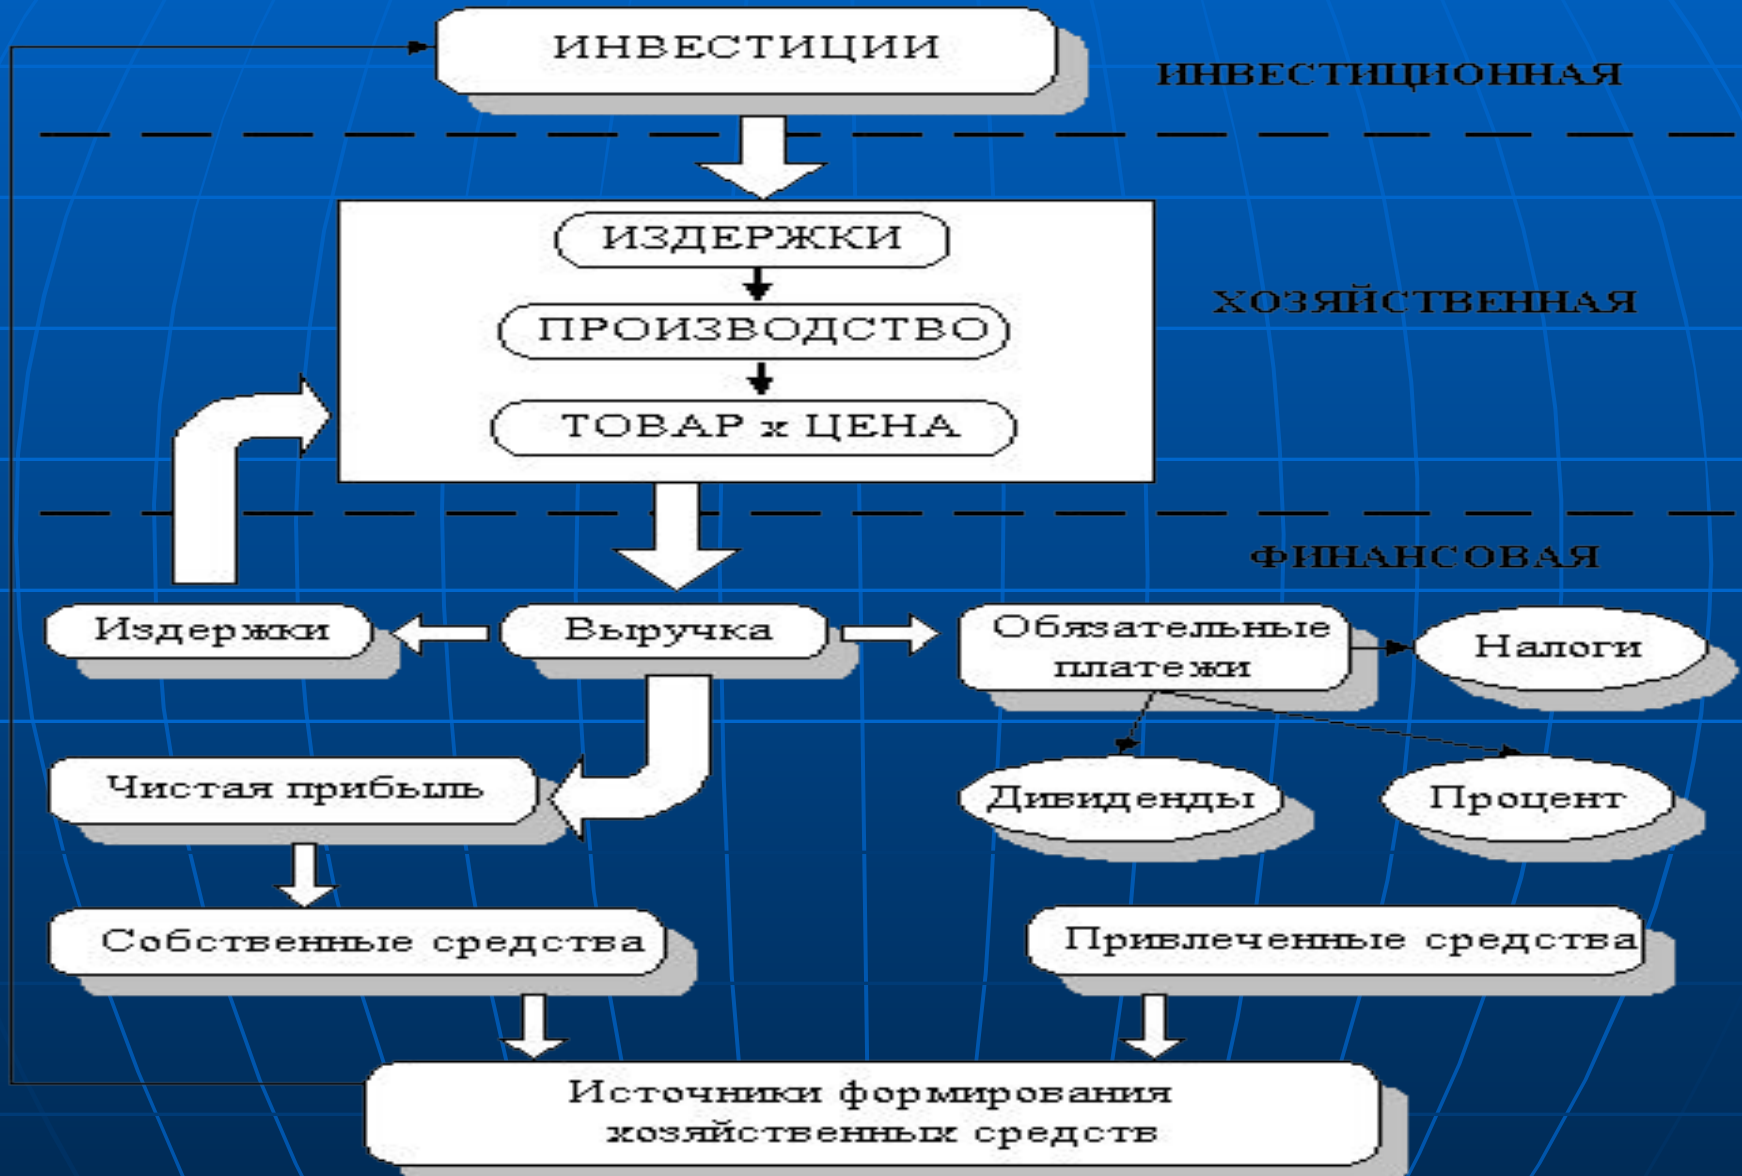 ИНВЕСТИЦИИ
ИНВЕСТИЦИОННАЯ
ИЗДЕРЖКИ
ПРОИЗВОДСТВО
ТОВАР х ЦЕНА
ХОЗЯЙСТВЕННАЯ
ФИНАНСОВАЯ
Издержки
Выручка
Обязательные
платежи
Налоги
Чистая прибыль
Дивиденды
Процент
Собственные средства
Привлеченные средства
Источники формирования
хозяйственных средств